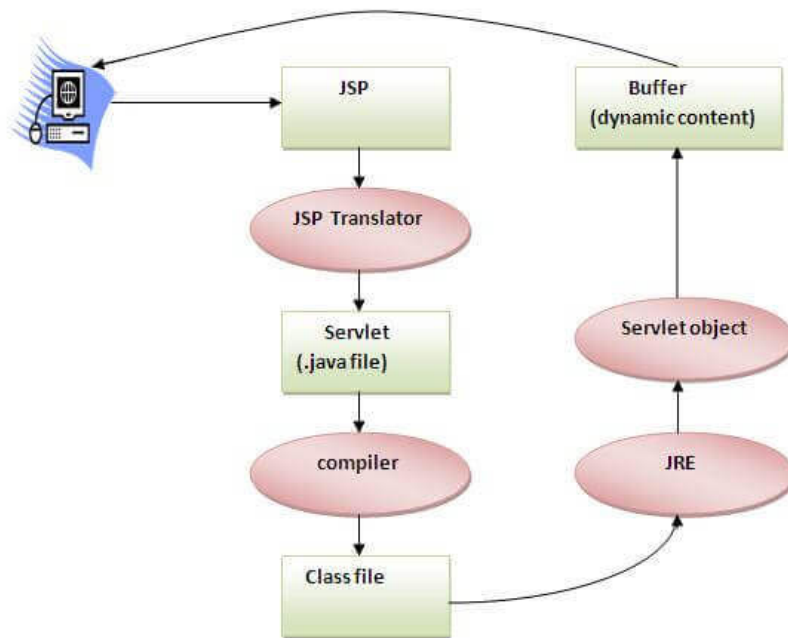 JSP
Buffer
(dynamic content)
JSP Translator
Servlet
(.java file)
Servlet object
compiler
JRE
Class file